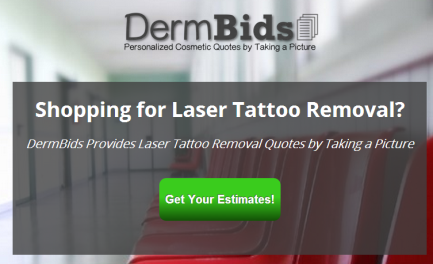 DermBids
Personalized Cosmetic Quotes by Taking a Picture
Shopping for Laser Tattoo Removal?
DermBids Provides Laser Tattoo Removal Quotes by Taking a Picture
Get Your Estimates!